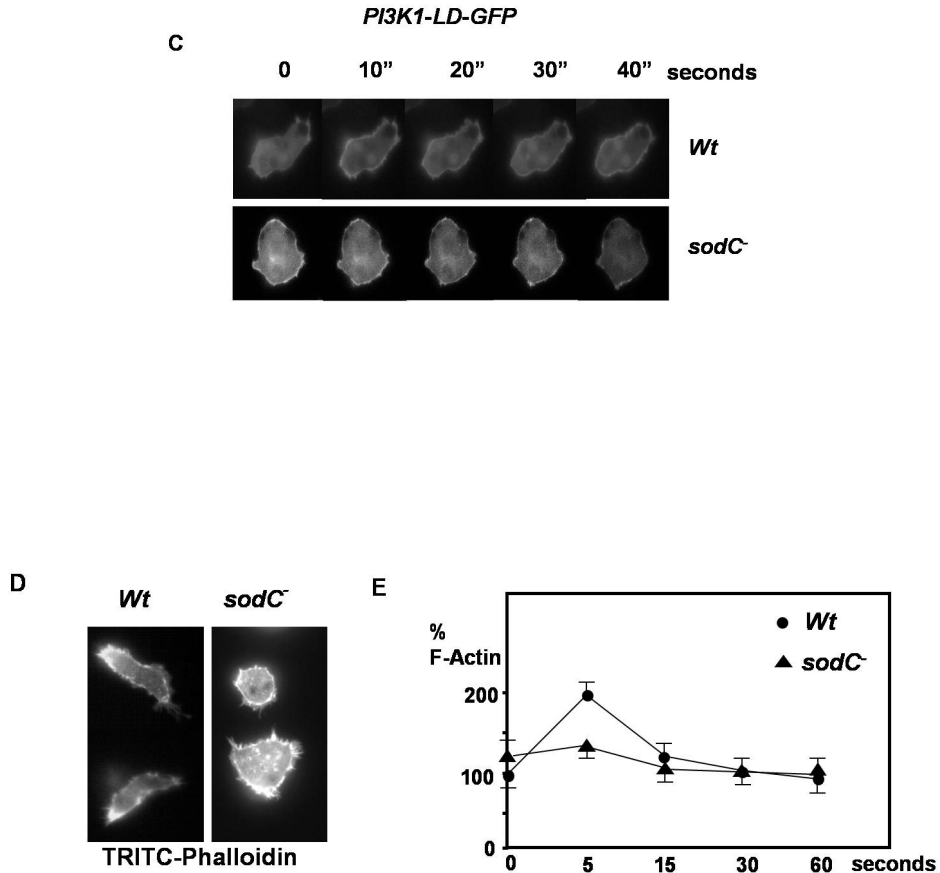 PI3K1-LD-GFP
C
0 10” 20” 30” 40” seconds
Wt
sodC-
D
Wt sodC-
TRITC-Phalloidin
E
%
F-Actin
Wt
sodC-
200
100
0
0 5 15 30 60 seconds